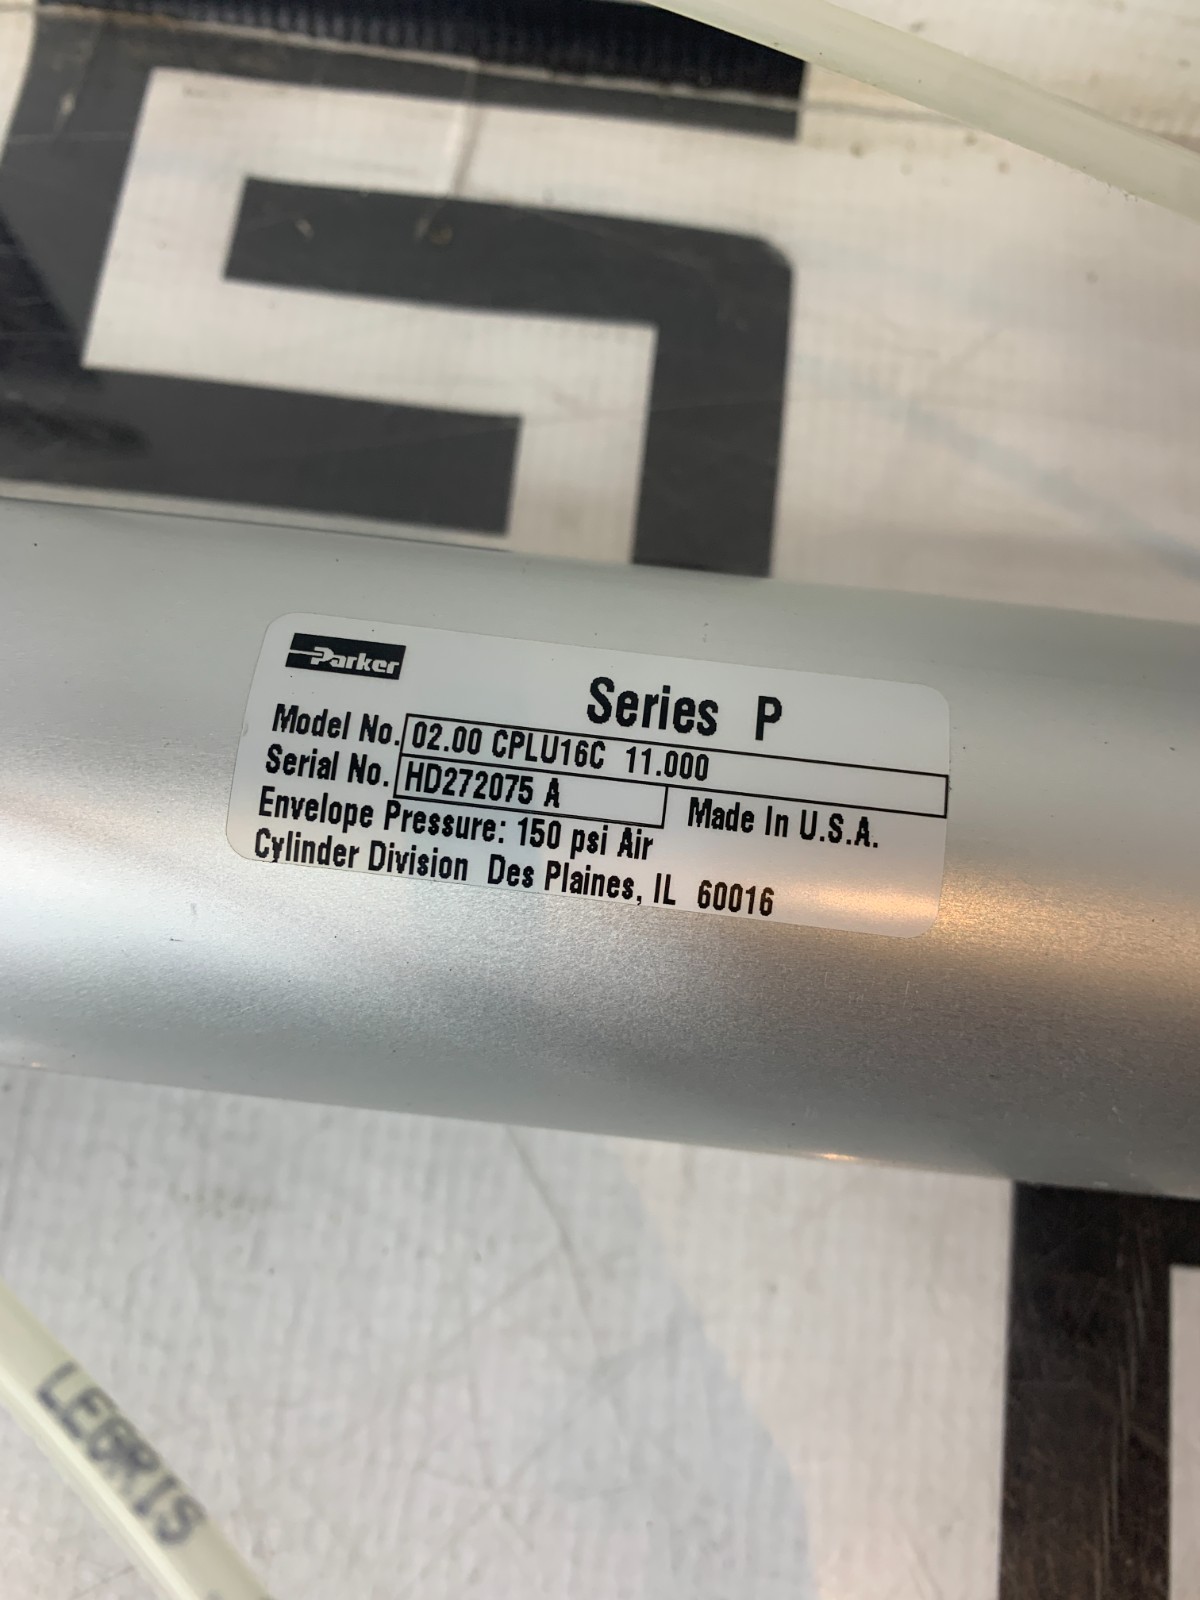 Parker
Series P
Model No. 02.00 CPLU16C 11.000
Serial No. HD272075 A Made In U.S.A.
Envelope Pressure: 150 psi Air
Cylinder Division Des Plaines, IL 60016
LEGRIS